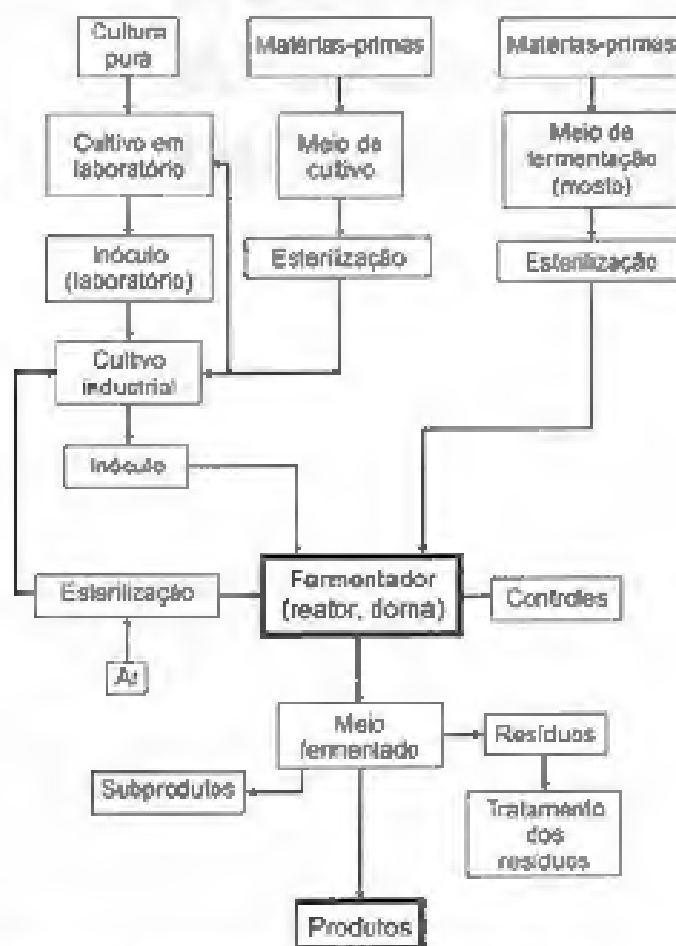 Cultura
pura
Matérias-primas
Matérias-primas
Cultivo em
laboratório
Meio de
cultivo
Meio de
fermentação
(mosto)
Inóculo
(laboratório)
Esterilização
Esterilização
Cultivo
industrial
Inóculo
Esterilização
Fermentador
(reator, dorna)
Controles
Ar
Meio
fermentado
Resíduos
Subprodutos
Tratamento
dos
resíduos
Produtos